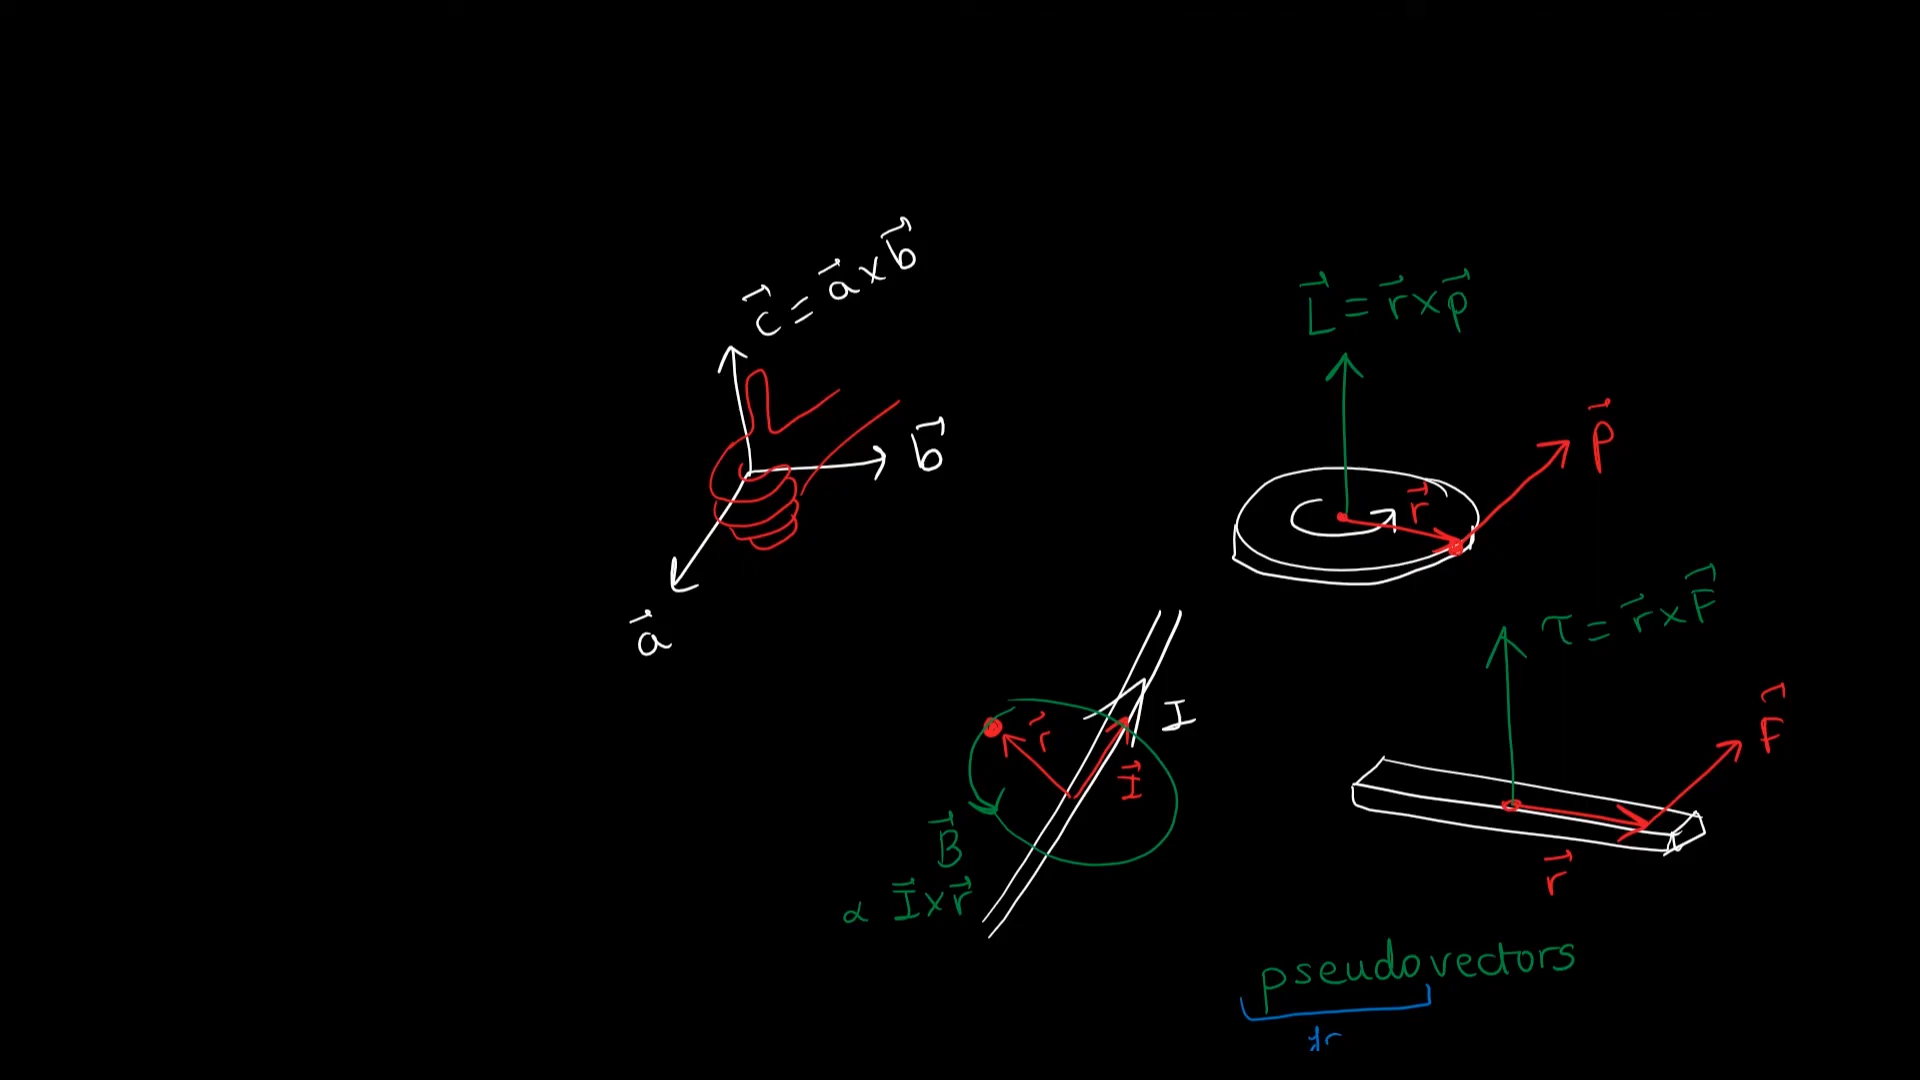 c⃗ = a⃗ × b⃗
b⃗
a⃗
L⃗ = r⃗ × p⃗
p⃗
r⃗
τ = r⃗ × F⃗
F⃗
r⃗
I
r⃗
I⃗
B⃗
α I⃗ × r⃗
pseudovectors